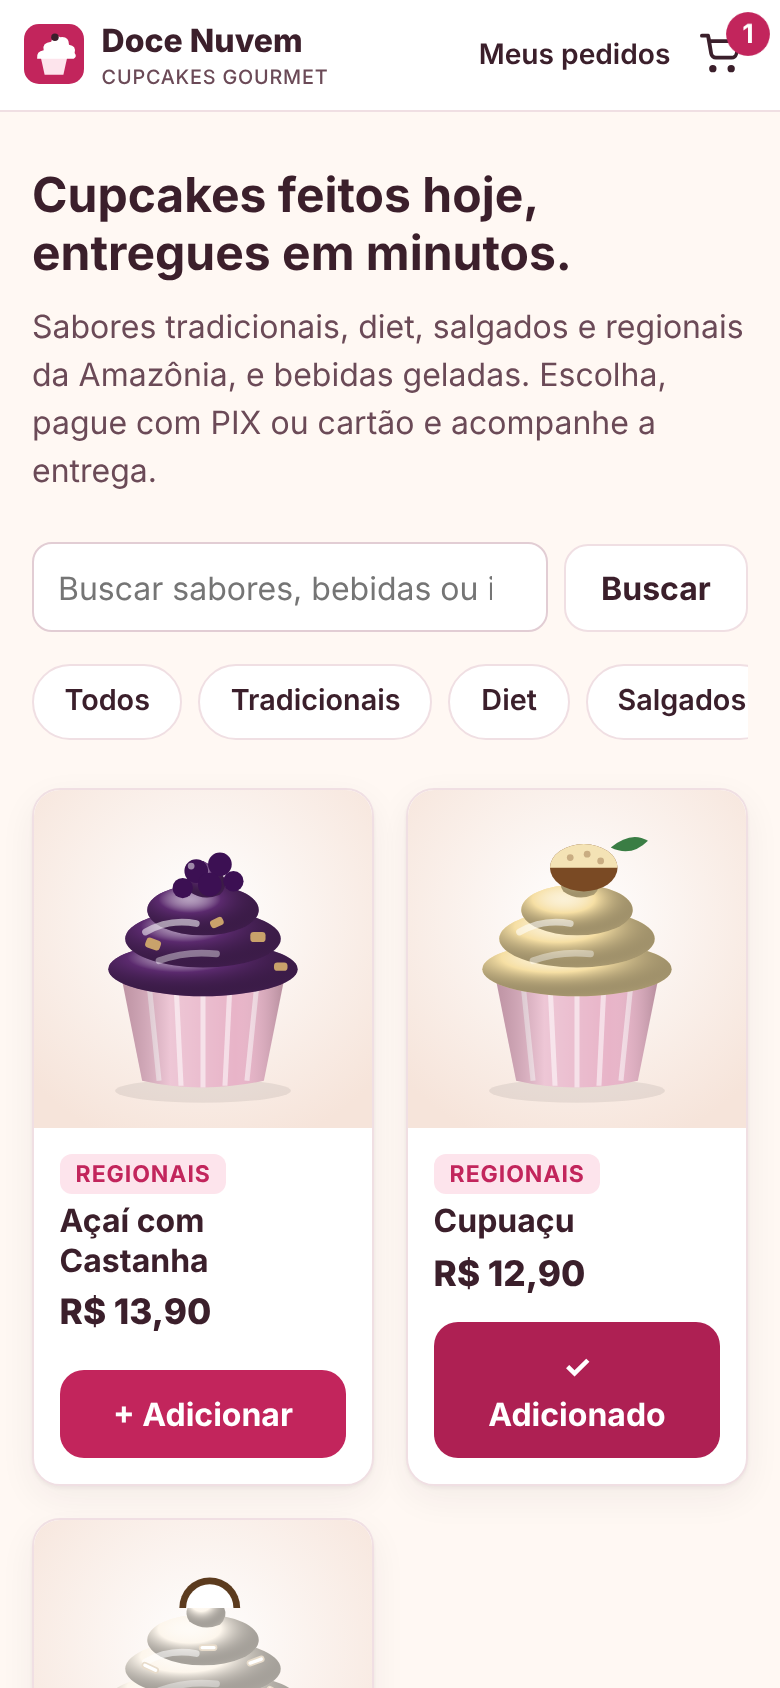 Doce Nuvem
CUPCAKES GOURMET
Meus pedidos
1
Cupcakes feitos hoje,
entregues em minutos.
Sabores tradicionais, diet, salgados e regionais
da Amazônia, e bebidas geladas. Escolha,
pague com PIX ou cartão e acompanhe a
entrega.
Buscar sabores, bebidas ou i
Buscar
Todos
Tradicionais
Diet
Salgados
REGIONAIS
Açaí com
Castanha
R$ 13,90
+ Adicionar
REGIONAIS
Cupuaçu
R$ 12,90
✓
Adicionado